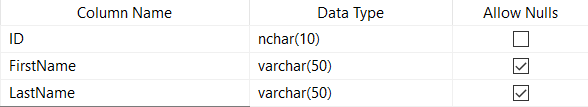 Column Name Data Type Allow Nulls
ID nchar(10)
FirstName varchar(50)
LastName varchar(50)